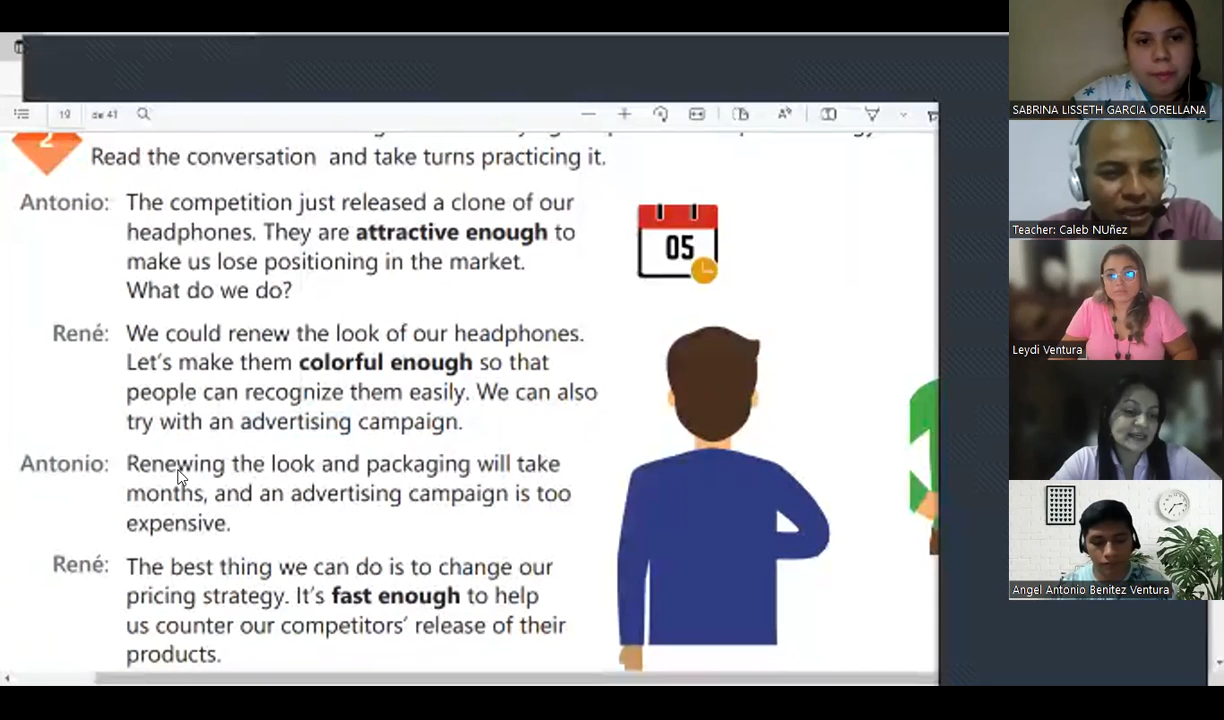 19 de 41
2
Read the conversation and take turns practicing it.
Antonio: The competition just released a clone of our
headphones. They are attractive enough to
make us lose positioning in the market.
What do we do?
05
René: We could renew the look of our headphones.
Let's make them colorful enough so that
people can recognize them easily. We can also
try with an advertising campaign.
Antonio: Renewing the look and packaging will take
months, and an advertising campaign is too
expensive.
René: The best thing we can do is to change our
pricing strategy. It's fast enough to help
us counter our competitors' release of their
products.
SABRINA LISSETH GARCIA ORELLANA
Teacher: Caleb NUñez
Leydi Ventura
Angel Antonio Benitez Ventura